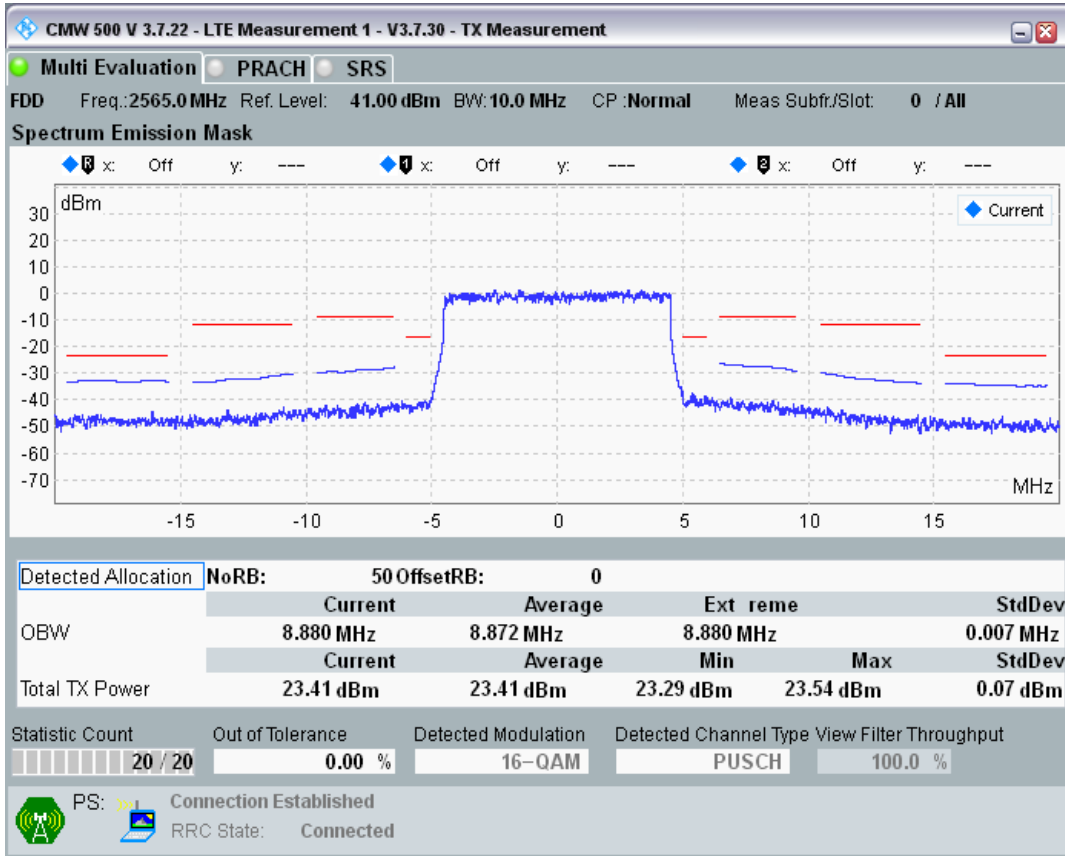 CMW 500 V 3.7.22 - LTE Measurement 1 - V3.7.30 - TX Measurement
Multi Evaluation PRACH SRS
FDD Freq.:2565.0 MHz Ref. Level: 41.00 dBm BW: 10.0 MHz CP :Normal Meas Subfr./Slot: 0 / All
Spectrum Emission Mask
R x: Off y: --- 1 x: Off y: --- 2 x: Off y: ---
dBm
Current
30
20
10
0
-10
-20
-30
-40
-50
-60
-70
MHz
-15 -10 -5 0 5 10 15
Detected Allocation NoRB: 50 OffsetRB: 0
Current Average Ext reme StdDev
OBW 8.880 MHz 8.872 MHz 8.880 MHz 0.007 MHz
Current Average Min Max StdDev
Total TX Power 23.41 dBm 23.41 dBm 23.29 dBm 23.54 dBm 0.07 dBm
Statistic Count Out of Tolerance Detected Modulation Detected Channel Type View Filter Throughput
20 / 20 0.00 % 16-QAM PUSCH 100.0 %
PS: Connection Established
RRC State: Connected